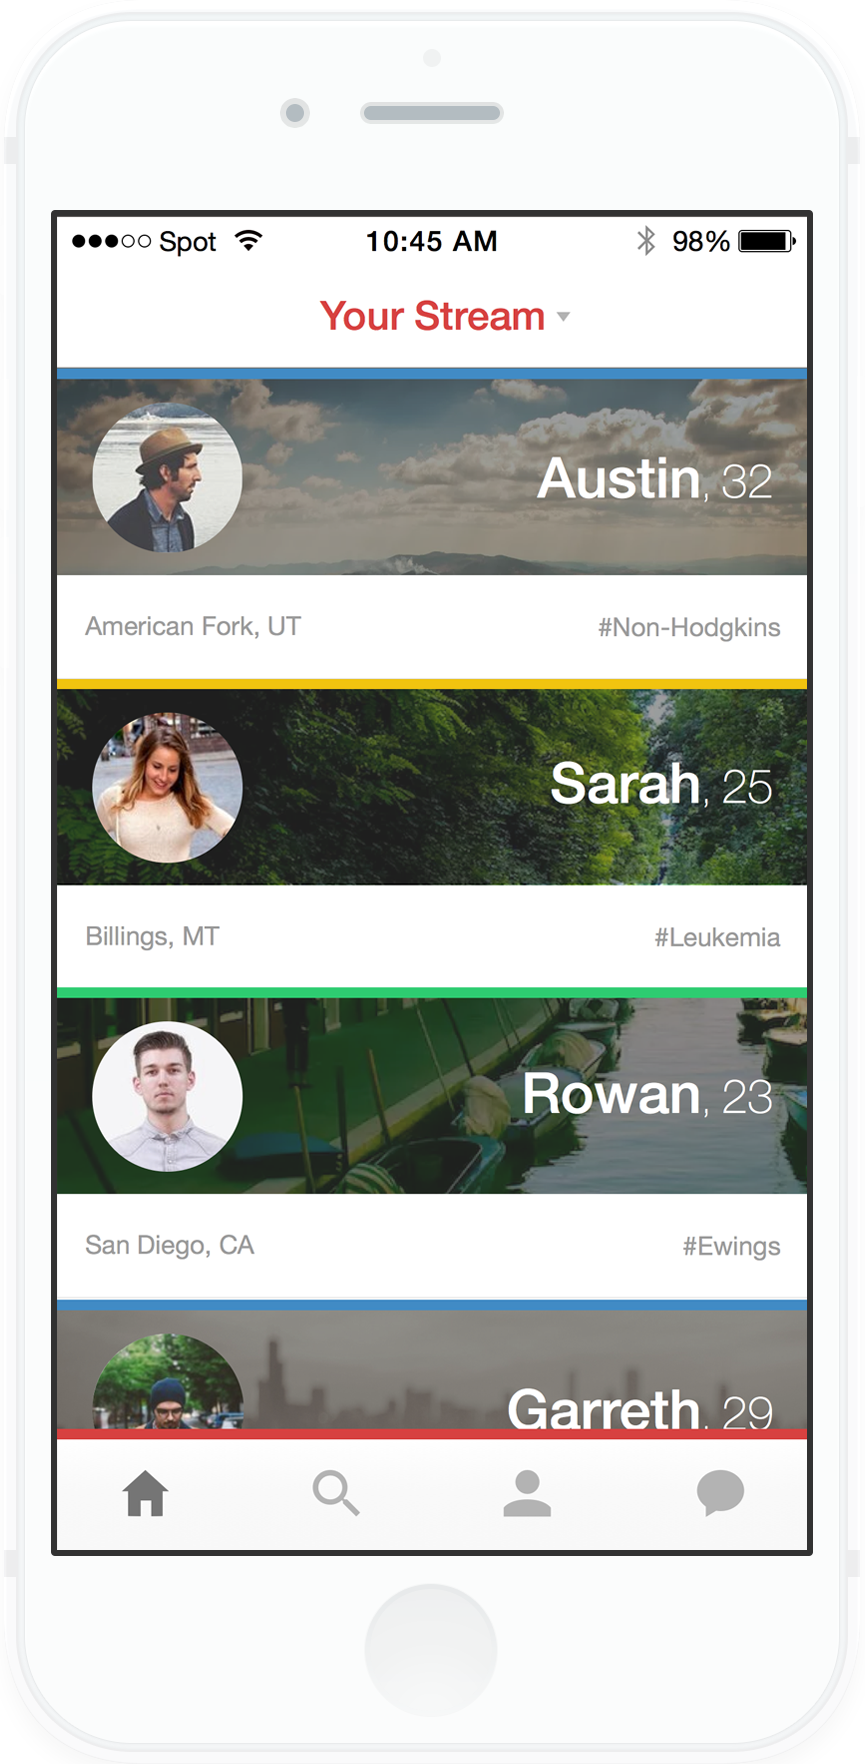 Spot 10:45 AM 98%
Your Stream
Austin, 32
American Fork, UT #Non-Hodgkins
Sarah, 25
Billings, MT #Leukemia
Rowan, 23
San Diego, CA #Ewings
Garreth, 29